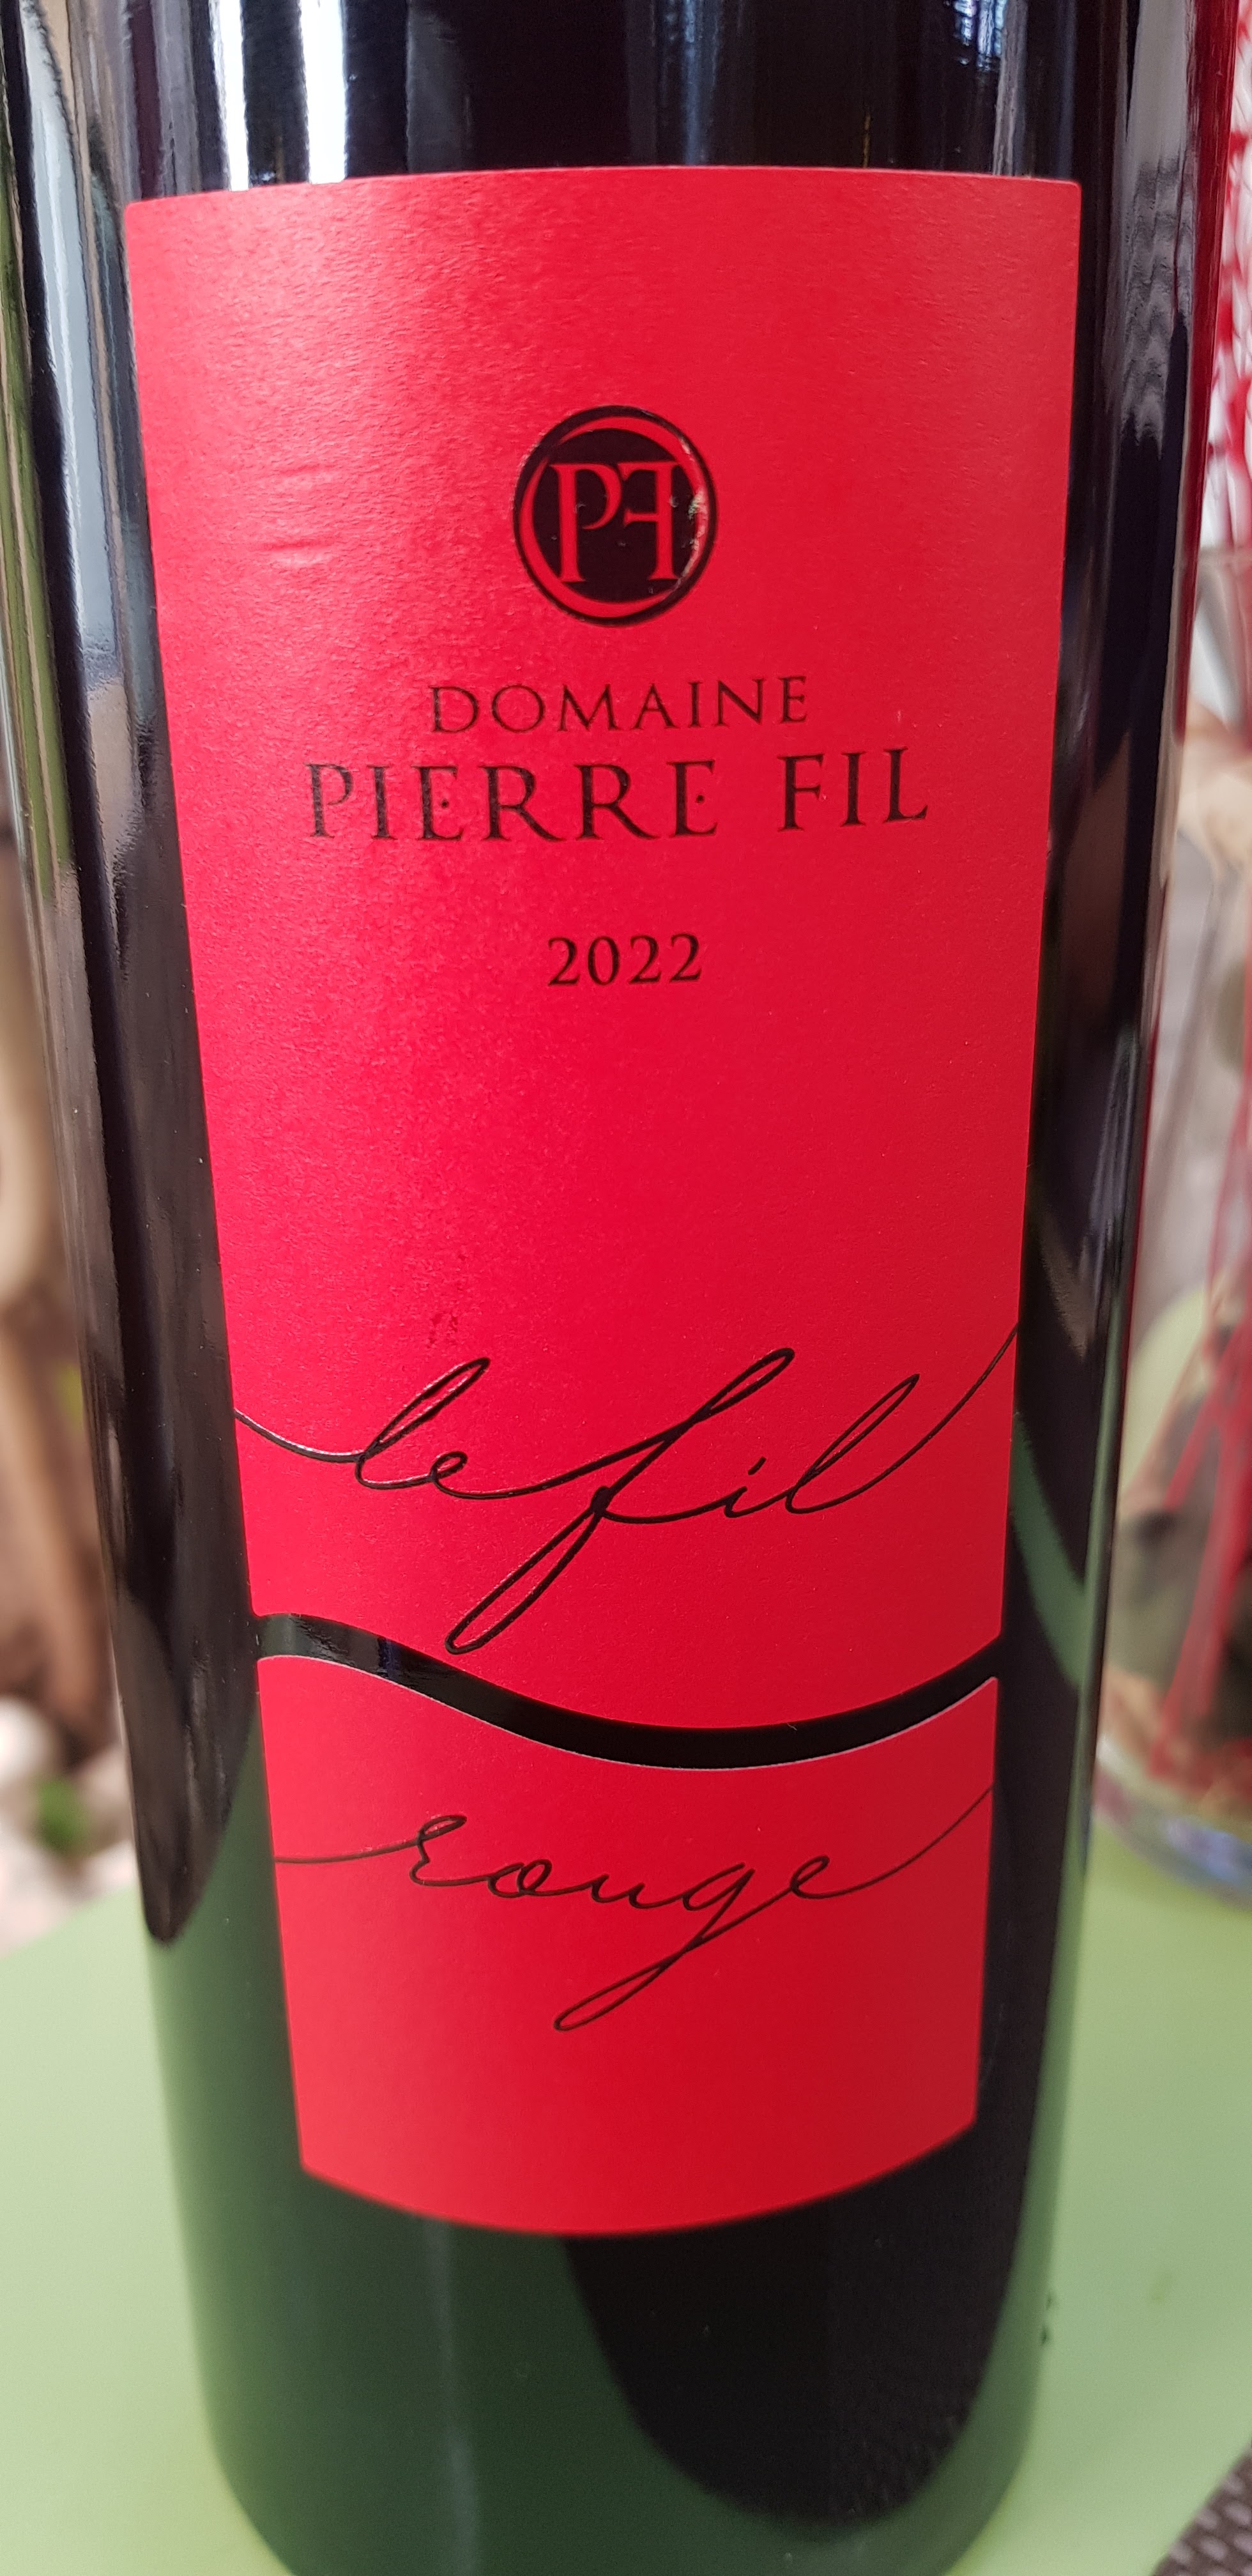 PF
DOMAINE
PIERRE FIL
2022
le fil
rouge